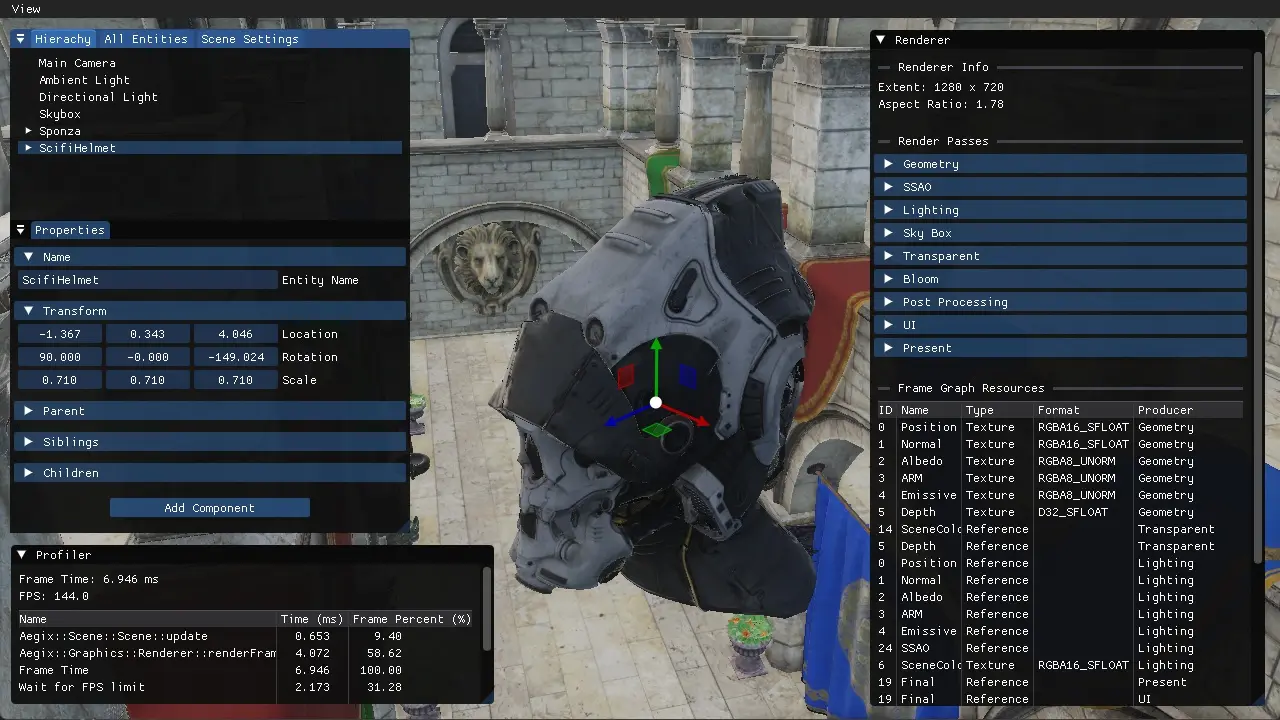 View
Hierachy All Entities Scene Settings
Main Camera
Ambient Light
Directional Light
Skybox
Sponza
ScifiHelmet
Properties
Name
ScifiHelmet Entity Name
Transform
-1.367 0.343 4.046 Location
90.000 -0.000 -149.024 Rotation
0.710 0.710 0.710 Scale
Parent
Siblings
Children
Add Component
Profiler
Frame Time: 6.946 ms
FPS: 144.0
Name Time (ms) Frame Percent (%)
::Scene::Scene::update 0.653 9.40
::Graphics::Renderer::renderFram 4.072 58.62
Frame Time 6.946 100.00
Wait for FPS limit 2.173 31.28
Renderer
Renderer Info
Extent: 1280 x 720
Aspect Ratio: 1.78
Render Passes
Geometry
SSAO
Lighting
Sky Box
Transparent
Bloom
Post Processing
UI
Present
Frame Graph Resources
ID Name Type Format Producer
0 Position Texture RGBA16_SFLOAT Geometry
1 Normal Texture RGBA16_SFLOAT Geometry
2 Albedo Texture RGBA8_UNORM Geometry
3 ARM Texture RGBA8_UNORM Geometry
4 Emissive Texture RGBA8_UNORM Geometry
5 Depth Texture D32_SFLOAT Geometry
14 SceneColo Reference Transparent
5 Depth Reference Transparent
0 Position Reference Lighting
1 Normal Reference Lighting
2 Albedo Reference Lighting
3 ARM Reference Lighting
4 Emissive Reference Lighting
24 SSAO Reference Lighting
6 SceneColo Texture RGBA16_SFLOAT Lighting
19 Final Reference Present
19 Final Reference UI